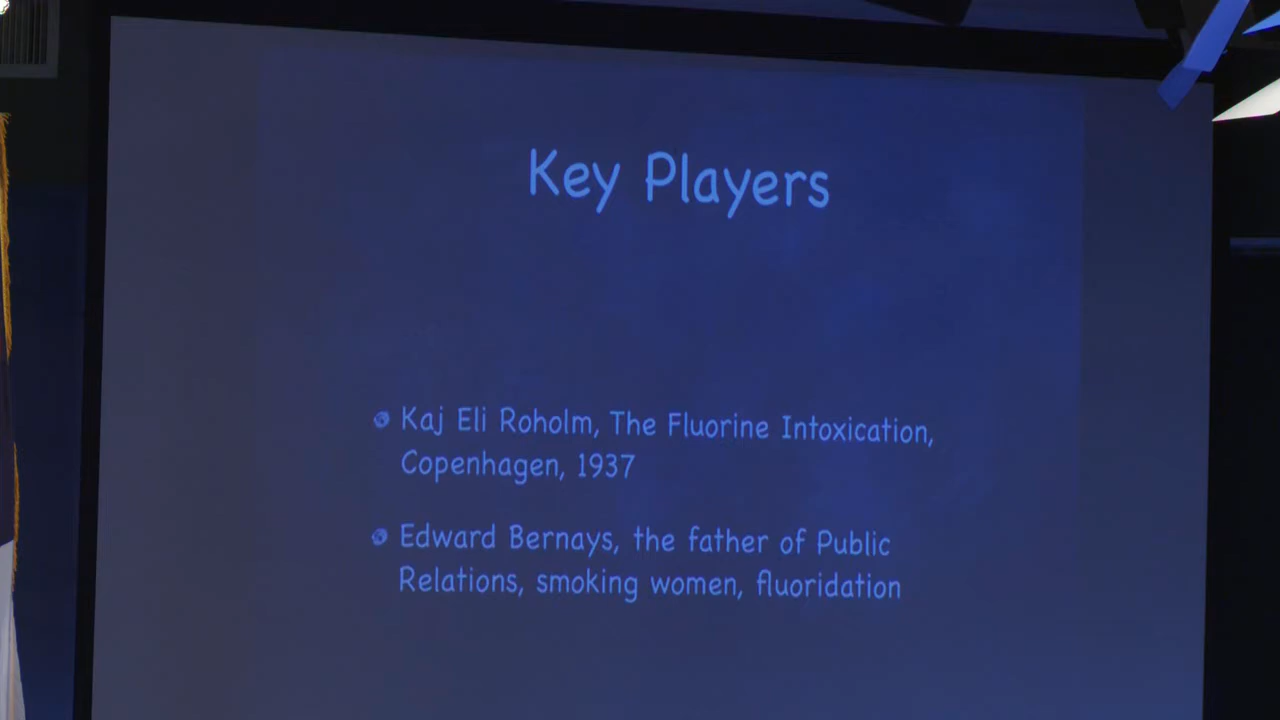 Key Players
Kaj Eli Roholm, The Fluorine Intoxication,
Copenhagen, 1937
Edward Bernays, the father of Public
Relations, smoking women, fluoridation